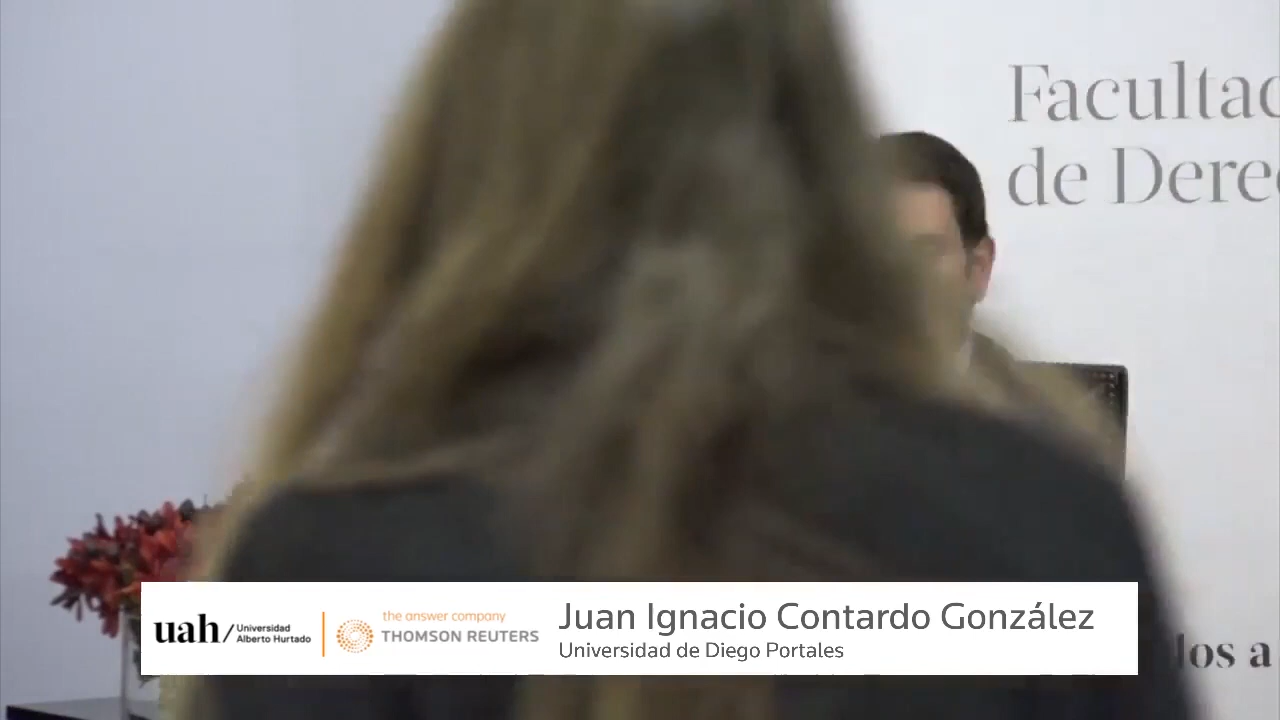 Facultad
de Dere
uah/ Universidad
Alberto Hurtado
the answer company
THOMSON REUTERS
Juan Ignacio Contardo González
Universidad de Diego Portales
los a